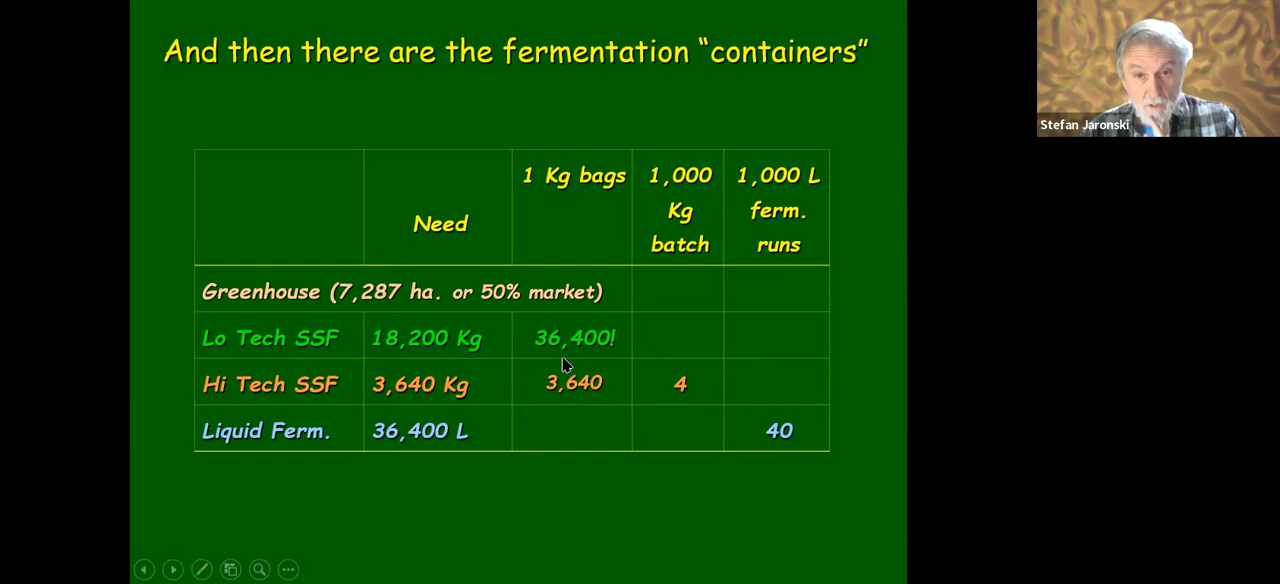 And then there are the fermentation “containers”
Stefan Jaronski
Need
1 Kg bags
1,000
Kg
batch
1,000 L
ferm.
runs
Greenhouse (7,287 ha. or 50% market)
Lo Tech SSF 18,200 Kg 36,400!
Hi Tech SSF 3,640 Kg 3,640 4
Liquid Ferm. 36,400 L 40